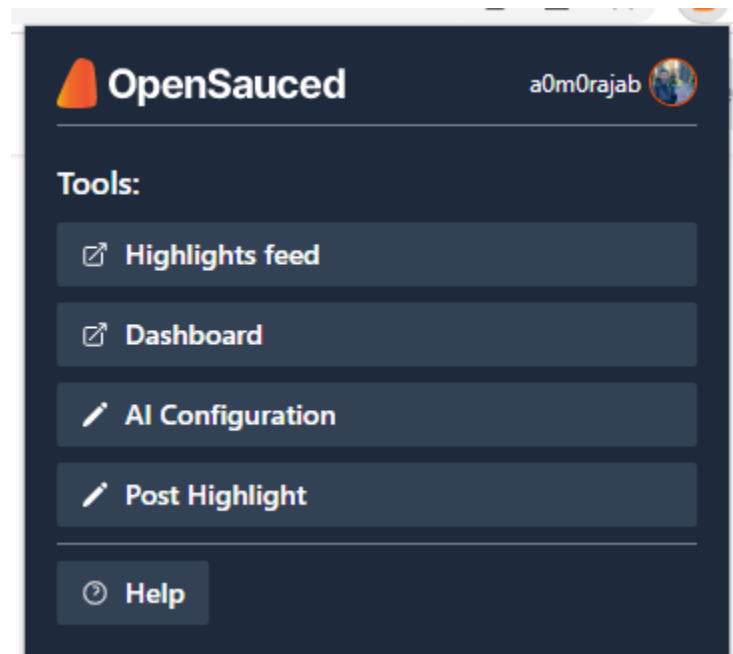 OpenSauced
a0m0rajab
Tools:
Highlights feed
Dashboard
AI Configuration
Post Highlight
Help